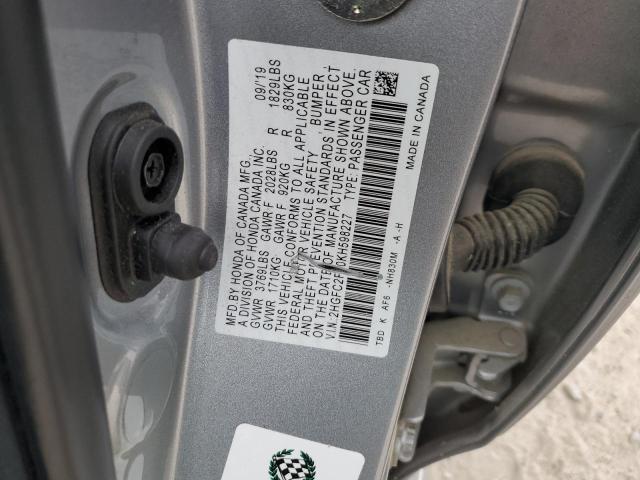 MFD.BY HONDA OF CANADA MFG., 09/19
A DIVISION OF HONDA CANADA INC.
GVWR 3769LBS GAWR F 2028LBS R 1829LBS
GVWR 1710KG GAWR F 920KG R 830KG
THIS VEHICLE CONFORMS TO ALL APPLICABLE
FEDERAL MOTOR VEHICLE SAFETY, BUMPER
AND THEFT PREVENTION STANDARDS IN EFFECT
ON THE DATE OF MANUFACTURE SHOWN ABOVE.
V.I.N.: TYPE: PASSENGER CAR
TBD K AF6 -NH830M -A -H
MADE IN CANADA